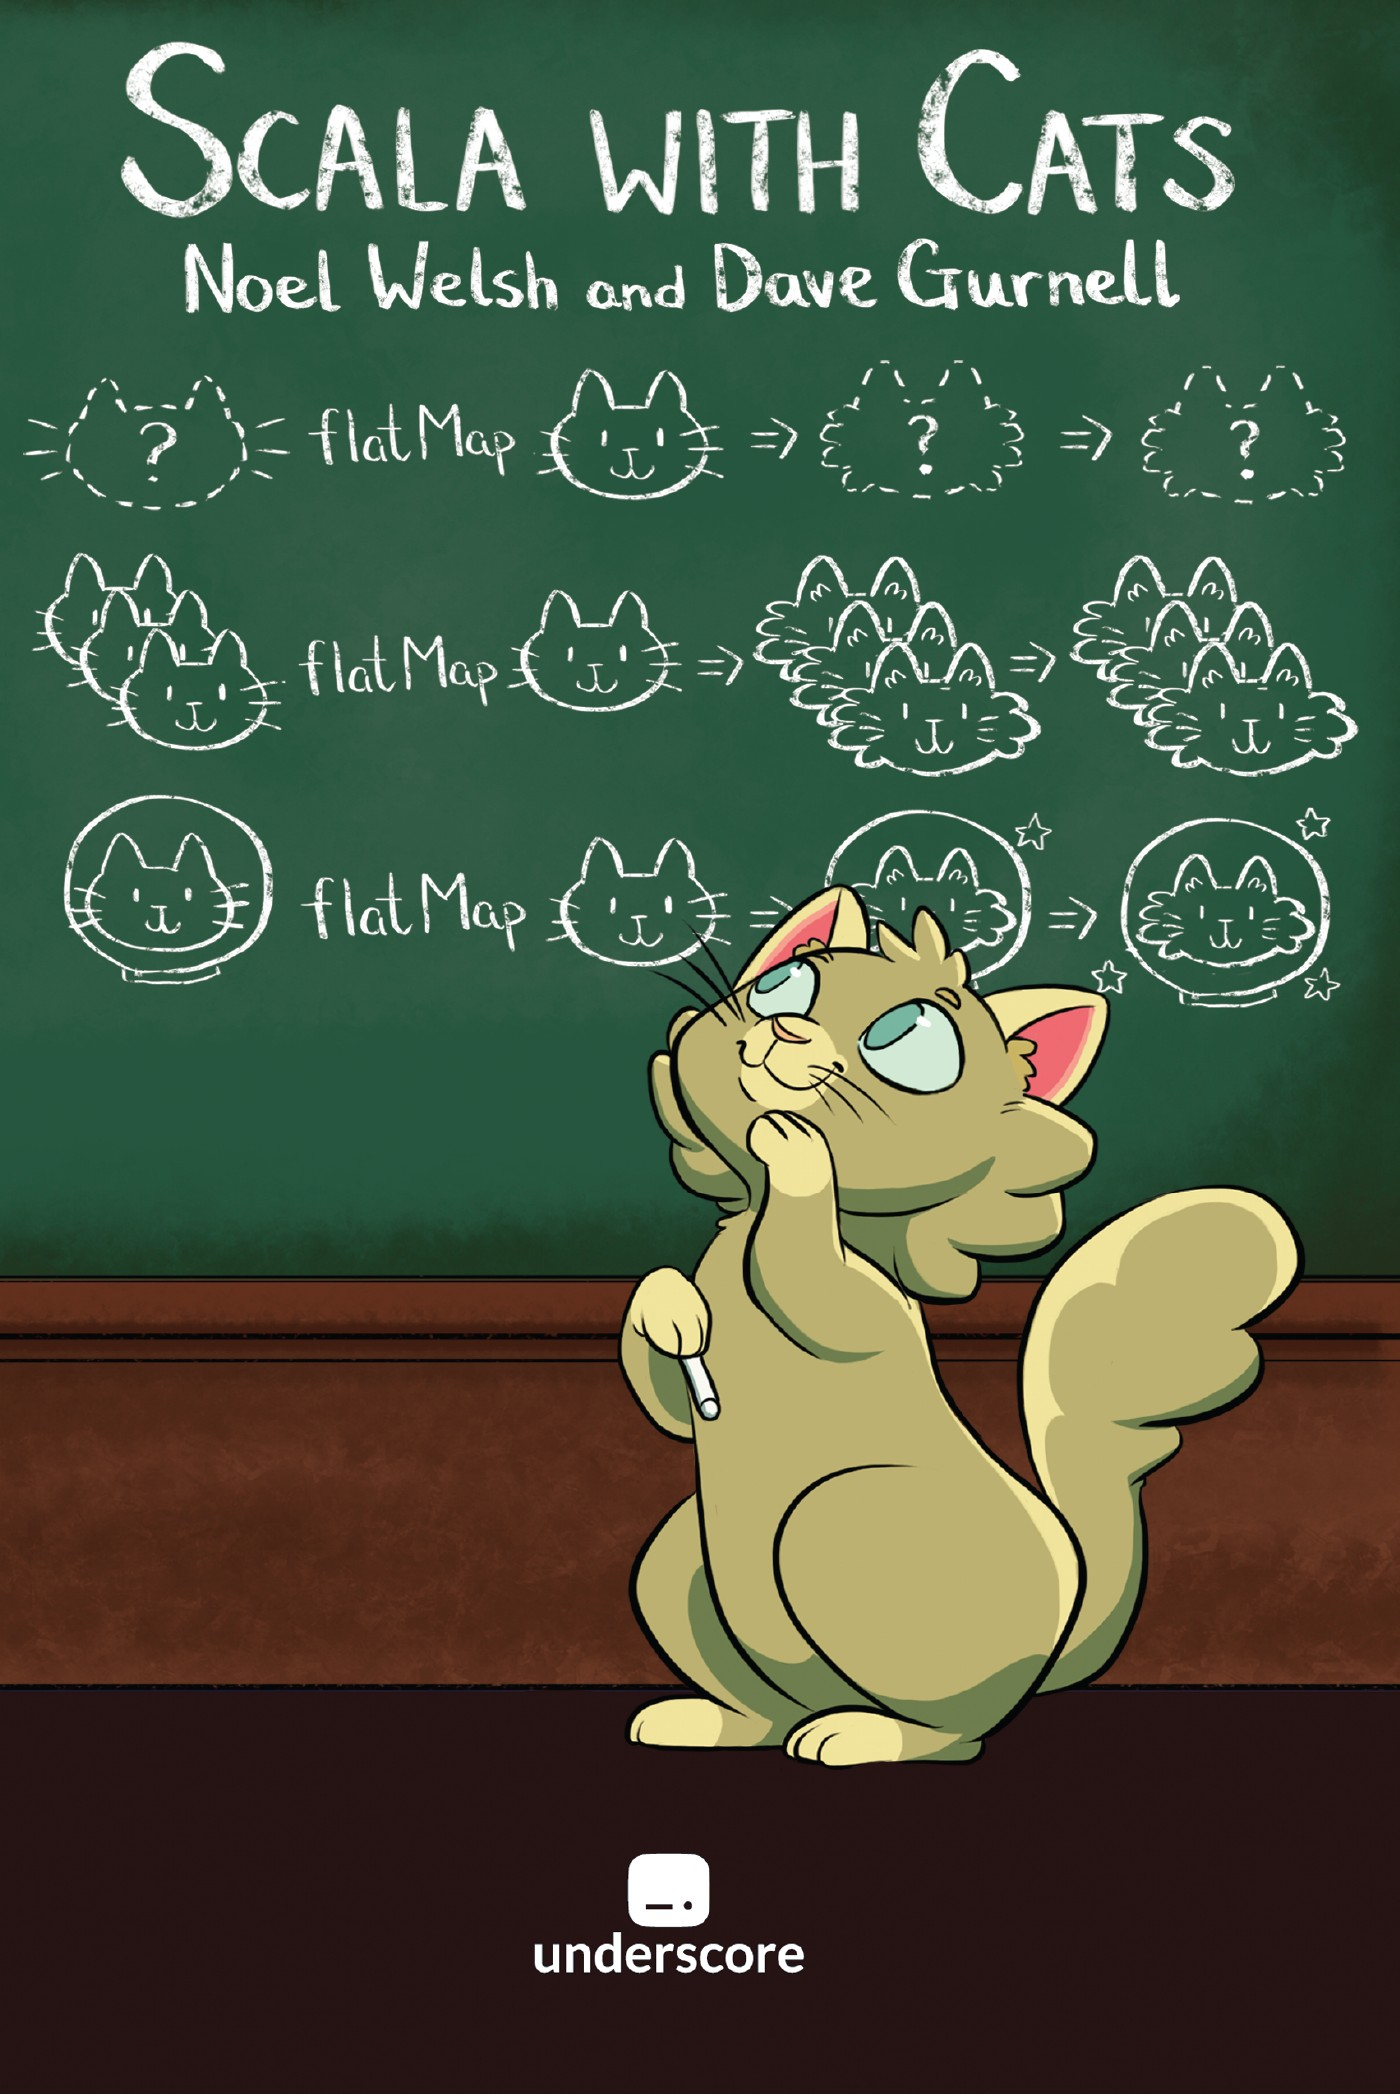 Scala with Cats
Noel Welsh and Dave Gurnell
? flatMap => ? => ?
flatMap => =>
flatMap => =>
underscore